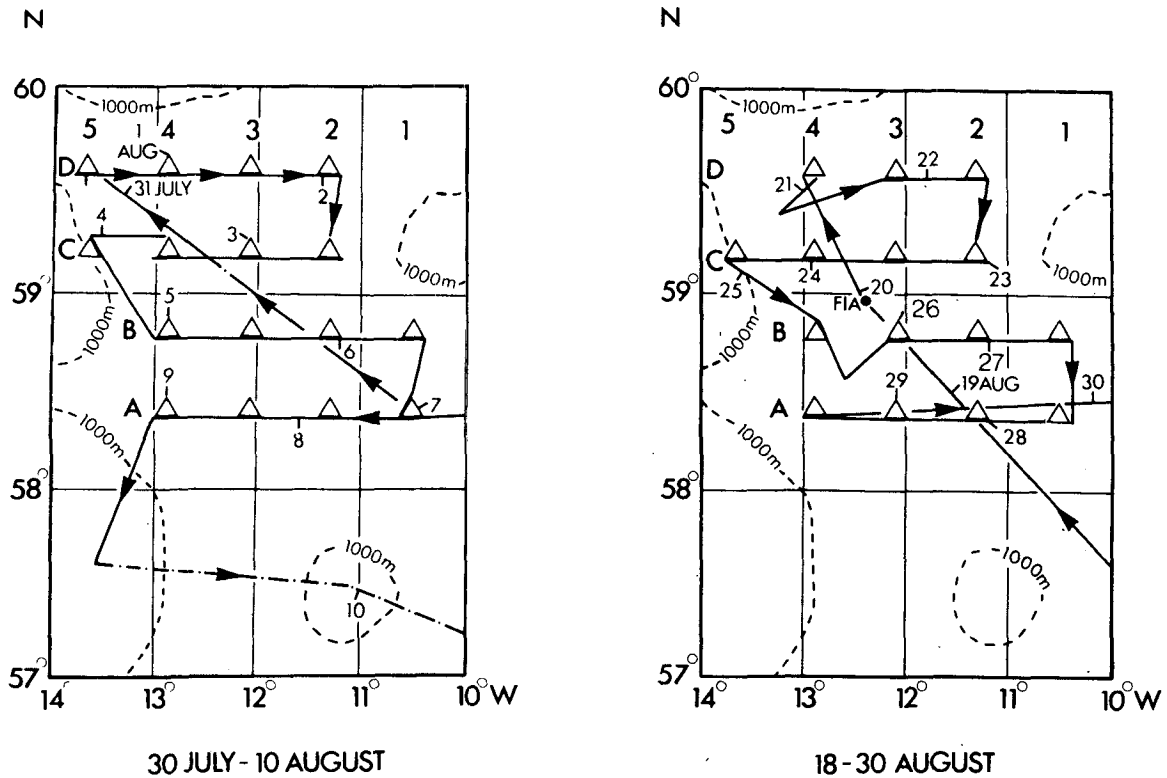 N
60
1000m
5 1 4 3 2 1
AUG
D
31 JULY
2
4
3
C
1000m
59°
5
1000m
B
6
9
A
7
8
1000m
58°
1000m
10
57°
14° 13° 12° 11° 10°W
30 JULY - 10 AUGUST
N
60°
1000m
5 4 3 2 1
D
22
21
C
24
23
1000m
25
59°
20
FIA
26
1000m
B
27
19 AUG
29
30
A
28
1000m
58°
1000m
57°
14° 13° 12° 11° 10°W
18 - 30 AUGUST